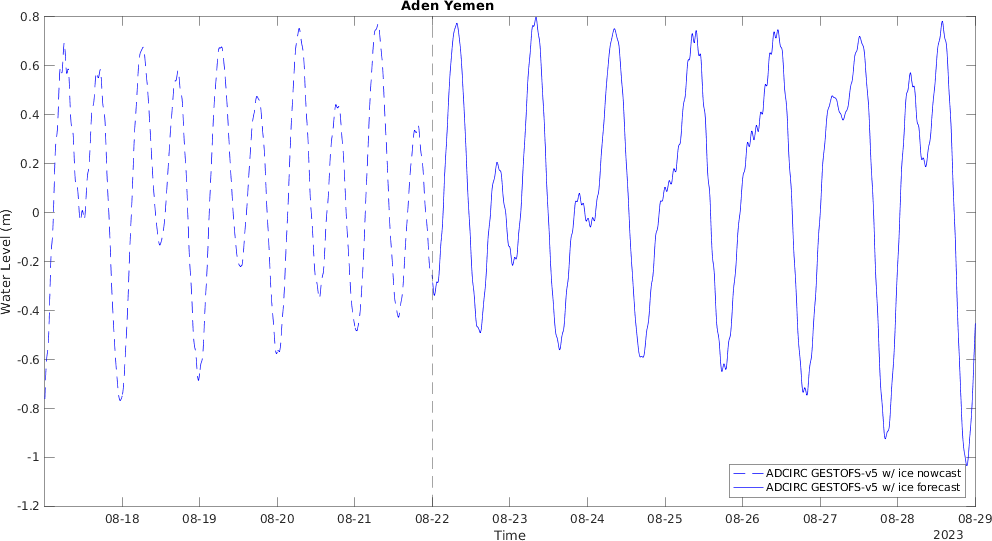 Aden Yemen
0.8
0.6
0.4
0.2
0
-0.2
-0.4
-0.6
-0.8
-1
-1.2
Water Level (m)
ADCIRC GESTOFS-v5 w/ ice nowcast
ADCIRC GESTOFS-v5 w/ ice forecast
08-18 08-19 08-20 08-21 08-22 08-23 08-24 08-25 08-26 08-27 08-28 08-29
Time
2023